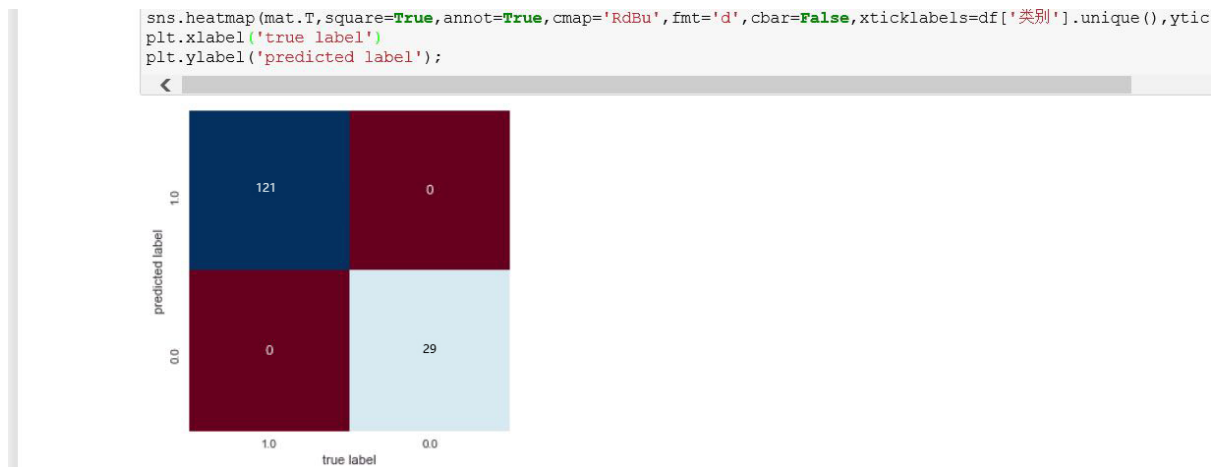 sns.heatmap(mat.T,square=True,annot=True,cmap='RdBu',fmt='d',cbar=False,xticklabels=df['类别'].unique(),ytic
plt.xlabel('true label')
plt.ylabel('predicted label');
121
0
1.0
predicted label
0
29
0.0
1.0
0.0
true label